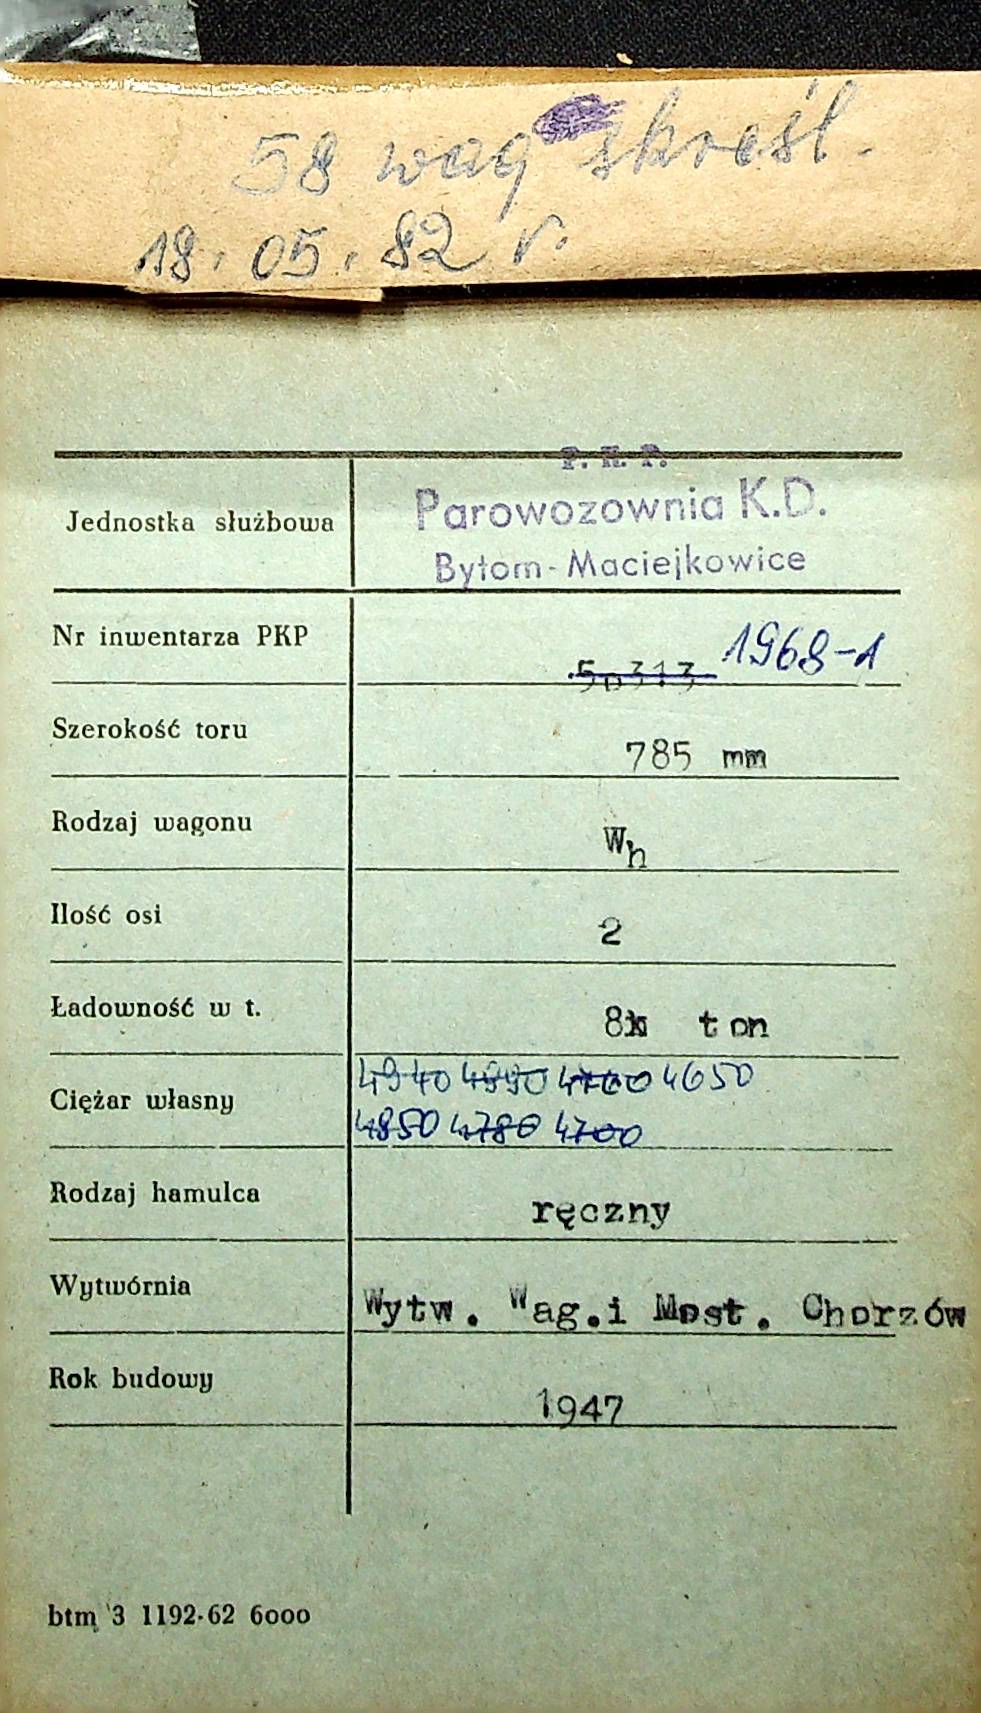 58 wag skreśl.
18.05.82 r.
P. K. P.
Jednostka służbowa Parowozownia K.D.
Bytom-Maciejkowice
Nr inwentarza PKP 50313 1968-1
Szerokość toru 785 mm
Rodzaj wagonu Wh
Ilość osi 2
Ładowność w t. 8 ton
Ciężar własny 4940 4990 4700 4650
4850 4780 4700
Rodzaj hamulca ręczny
Wytwórnia Wytw. Wag.i Most. Chorzów
Rok budowy 1947
btm 3 1192-62 6000